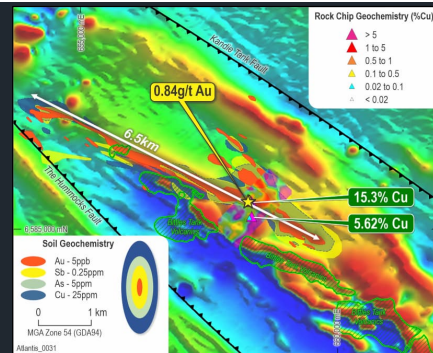 Rock Chip Geochemistry (%Cu)
> 5
1 to 5
0.5 to 1
0.1 to 0.5
0.02 to 0.1
< 0.02
Kandie Tank Fault
0.84g/t Au
6.5km
The Hummocks Fault
15.3% Cu
5.62% Cu
Soil Geochemistry
Au - 5ppb
Sb - 0.25ppm
As - 5ppm
Cu - 25ppm
0 1 km
MGA Zone 54 (GDA94)
Atlantis_0031